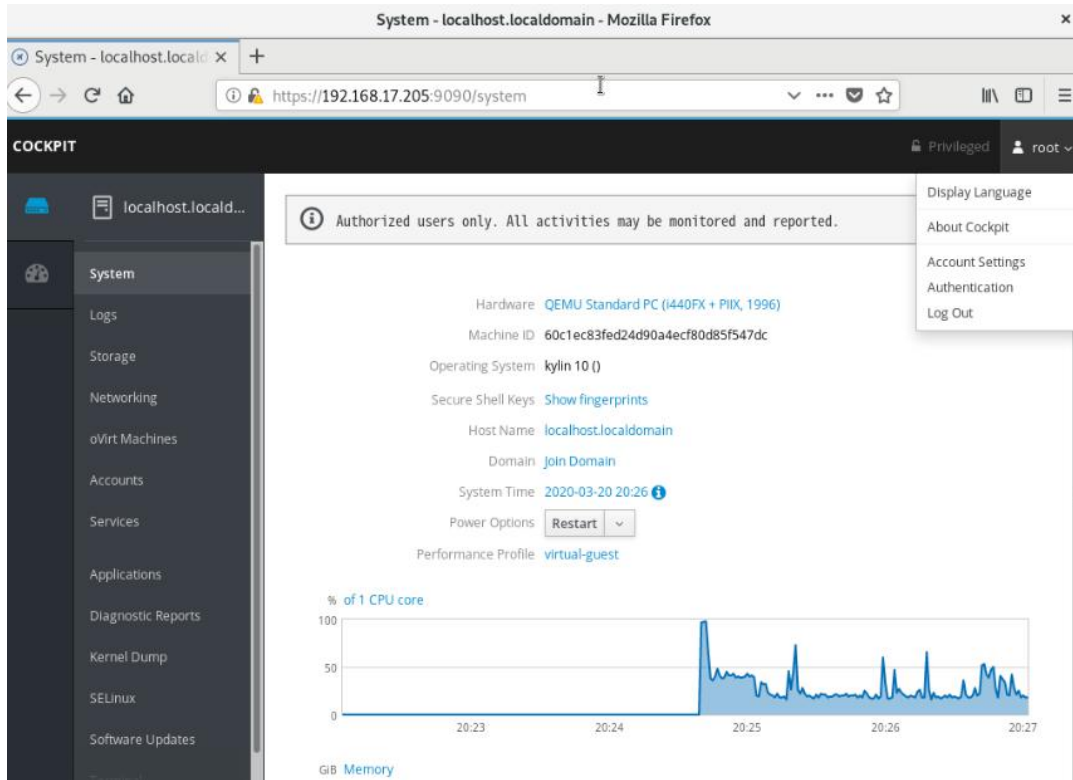 System - localhost.localdomain - Mozilla Firefox
System - localhost.locald
https://192.168.17.205:9090/system
COCKPIT
Privileged
root
Display Language
About Cockpit
Account Settings
Authentication
Log Out
localhost.locald...
System
Logs
Storage
Networking
oVirt Machines
Accounts
Services
Applications
Diagnostic Reports
Kernel Dump
SELinux
Software Updates
Authorized users only. All activities may be monitored and reported.
Hardware QEMU Standard PC (i440FX + PIIX, 1996)
Machine ID 60c1ec83fed24d90a4ecf80d85f547dc
Operating System kylin 10 ()
Secure Shell Keys Show fingerprints
Host Name localhost.localdomain
Domain Join Domain
System Time 2020-03-20 20:26
Power Options Restart
Performance Profile virtual-guest
% of 1 CPU core
100
50
0
20:23 20:24 20:25 20:26 20:27
GiB Memory